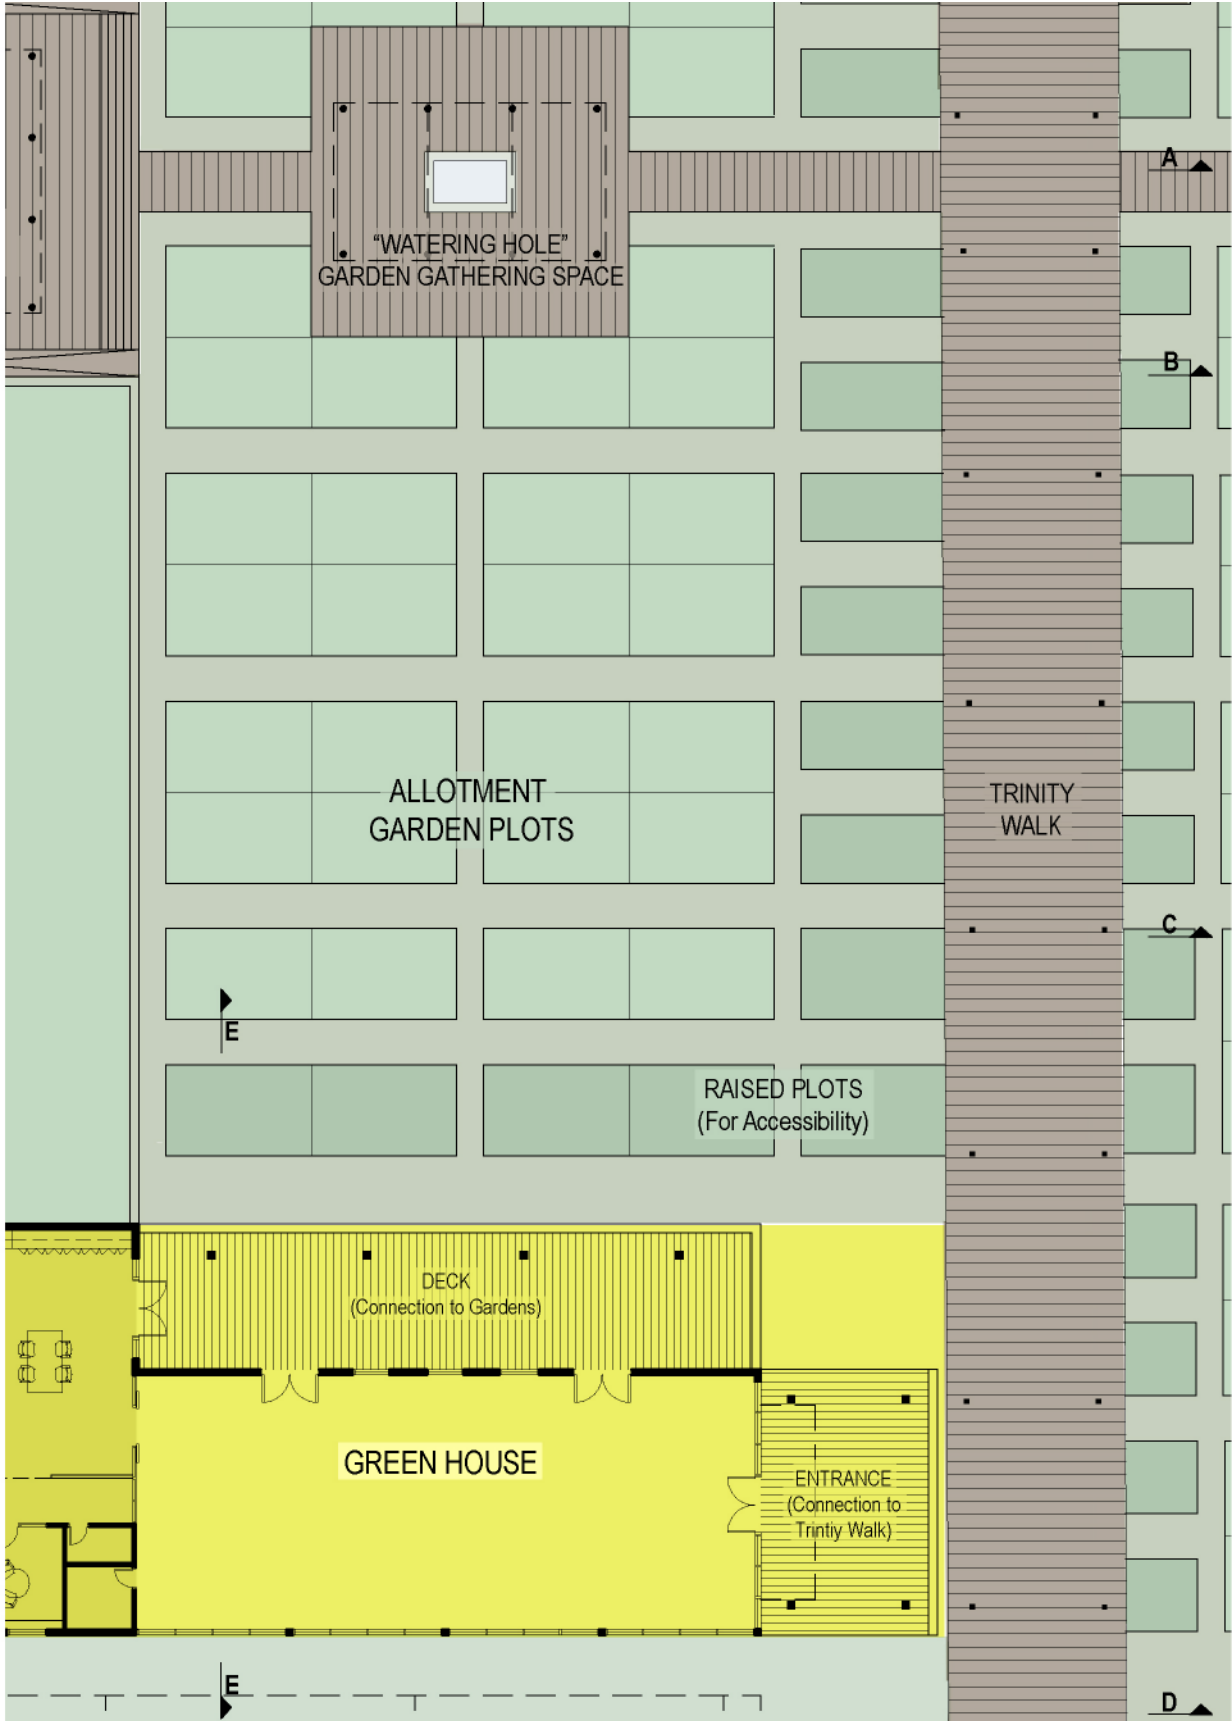 A
“WATERING HOLE”
GARDEN GATHERING SPACE
B
ALLOTMENT
GARDEN PLOTS
TRINITY
WALK
C
E
RAISED PLOTS
(For Accessibility)
DECK
(Connection to Gardens)
GREEN HOUSE
ENTRANCE
(Connection to
Trintiy Walk)
E
D